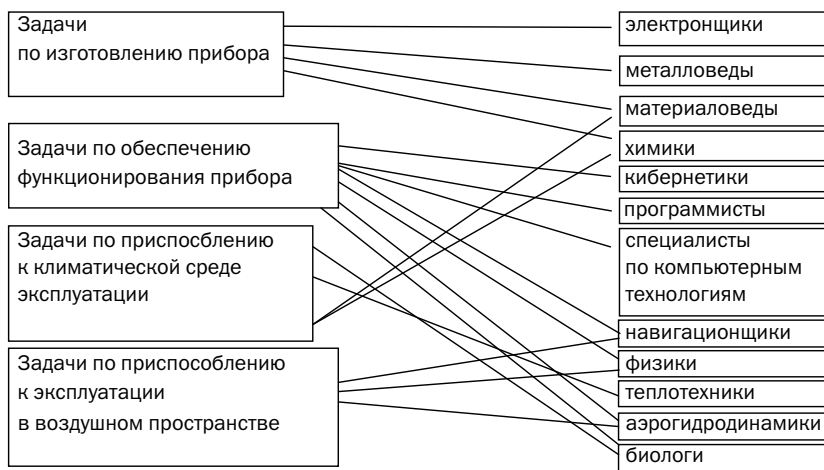 Задачи
по изготовлению прибора
Задачи по обеспечению
функционирования прибора
Задачи по приспосблению
к климатической среде
эксплуатации
Задачи по приспособлению
к эксплуатации
в воздушном пространстве
электронщики
металловеды
материаловеды
химики
кибернетики
программисты
специалисты
по компьютерным
технологиям
навигационщики
физики
теплотехники
аэрогидродинамики
биологи